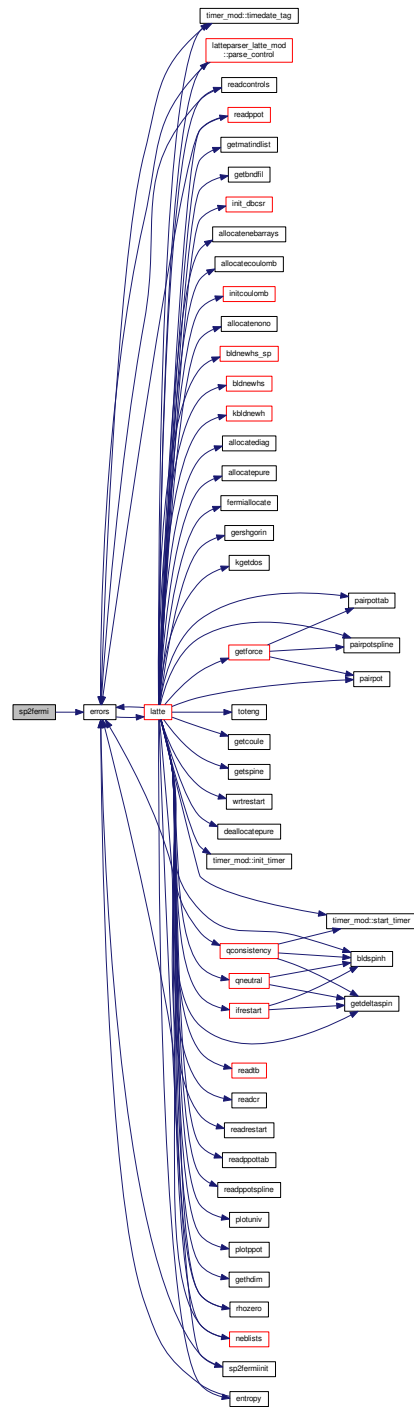 timer_mod::timedate_tag
latteparser_latte_mod
::parse_control
readcontrols
readppot
getmatindlist
getbndfil
init_dbcsr
allocatenebarrays
allocatecoulomb
initcoulomb
allocatenono
bldnewhs_sp
bldnewhs
kbldnewh
allocatediag
allocatepure
fermiallocate
gershgorin
kgetdos
pairpottab
pairpotspline
getforce
pairpot
sp2fermi
errors
latte
toteng
getcoule
getspine
wrtrestart
deallocatepure
timer_mod::init_timer
timer_mod::start_timer
qconsistency
bldspinh
qneutral
getdeltaspin
ifrestart
readtb
readcr
readrestart
readppottab
readppotspline
plotuniv
plotppot
gethdim
rhozero
neblists
sp2fermiinit
entropy